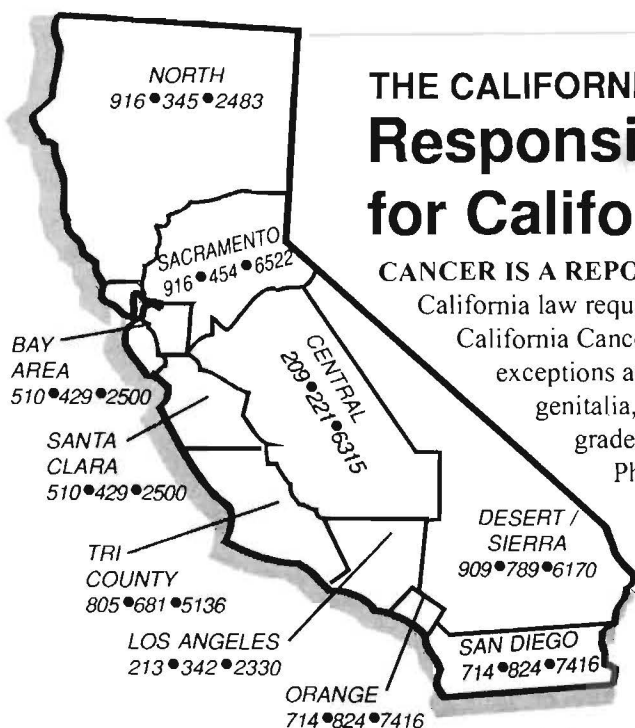 NORTH
916●345●2483
SACRAMENTO
916●454●6522
BAY
AREA
510●429●2500
SANTA
CLARA
510●429●2500
CENTRAL
209●221●6315
TRI
COUNTY
805●681●5136
LOS ANGELES
213●342●2330
ORANGE
714●824●7416
DESERT /
SIERRA
909●789●6170
SAN DIEGO
714●824●7416
THE CALIFORNI
Responsi
for Califo
CANCER IS A REPO
California law requ
California Cance
exceptions a
genitalia,
grade
Ph